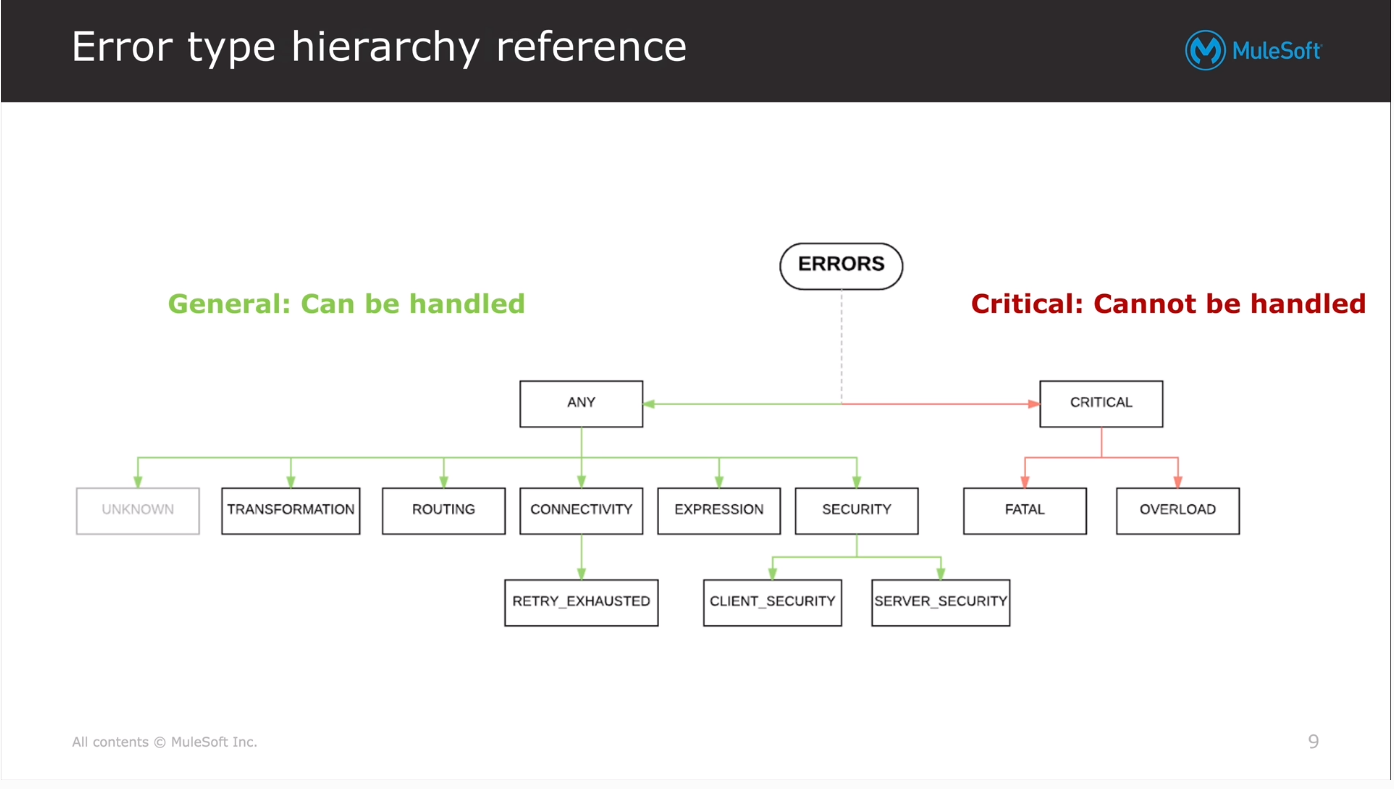 Error type hierarchy reference
MuleSoft
ERRORS
General: Can be handled
Critical: Cannot be handled
ANY
CRITICAL
UNKNOWN
TRANSFORMATION
ROUTING
CONNECTIVITY
EXPRESSION
SECURITY
FATAL
OVERLOAD
RETRY_EXHAUSTED
CLIENT_SECURITY
SERVER_SECURITY
All contents © MuleSoft Inc.
9